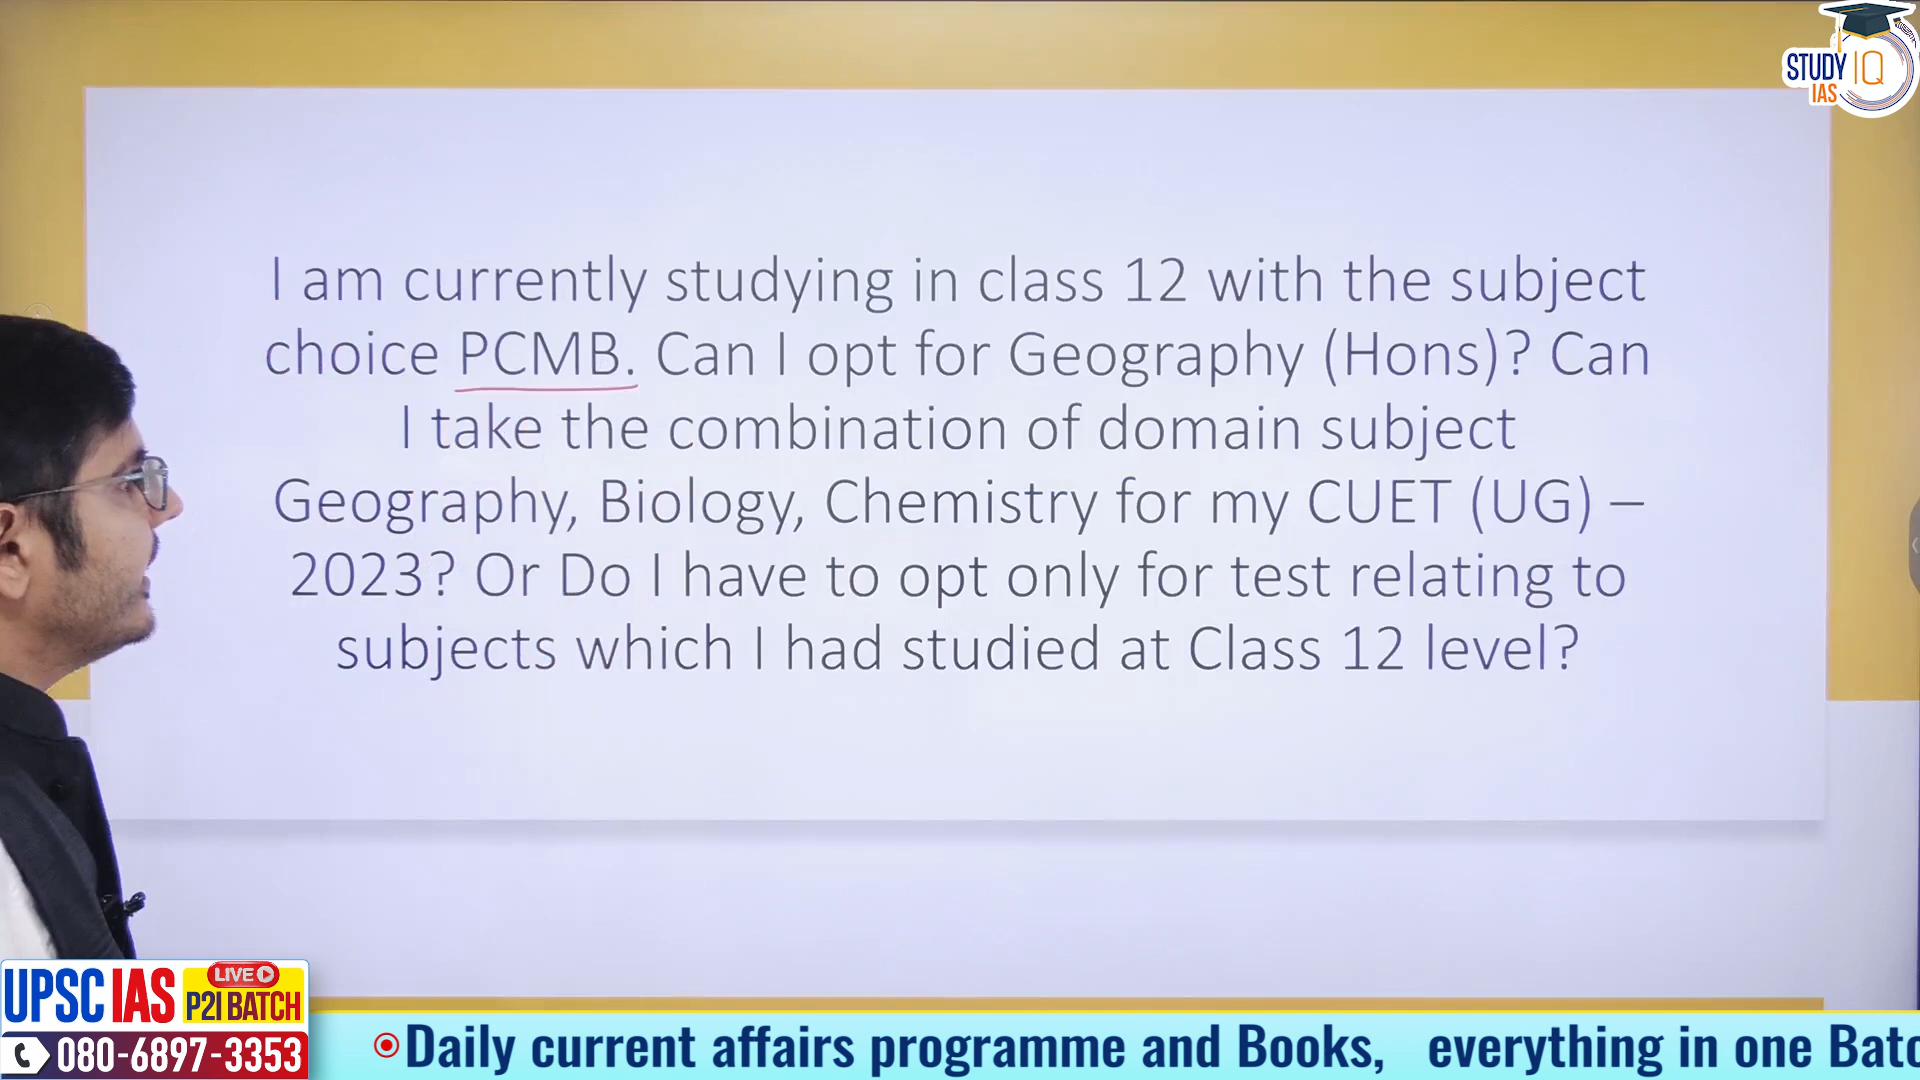 STUDY IQ
IAS
I am currently studying in class 12 with the subject
choice PCMB. Can I opt for Geography (Hons)? Can
I take the combination of domain subject
Geography, Biology, Chemistry for my CUET (UG) –
2023? Or Do I have to opt only for test relating to
subjects which I had studied at Class 12 level?
UPSC IAS LIVE
P2I BATCH
080-6897-3353
Daily current affairs programme and Books, everything in one